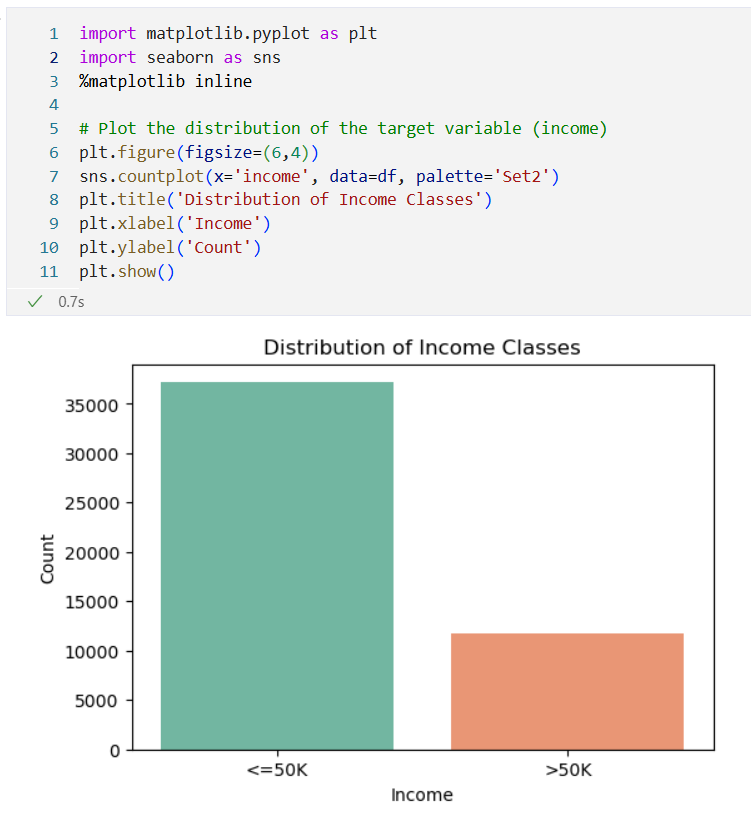 1 import matplotlib.pyplot as plt
2 import seaborn as sns
3 %matplotlib inline
4
5 # Plot the distribution of the target variable (income)
6 plt.figure(figsize=(6,4))
7 sns.countplot(x='income', data=df, palette='Set2')
8 plt.title('Distribution of Income Classes')
9 plt.xlabel('Income')
10 plt.ylabel('Count')
11 plt.show()
✓ 0.7s
Distribution of Income Classes
35000
30000
25000
20000
15000
10000
5000
0
Count
<=50K >50K
Income